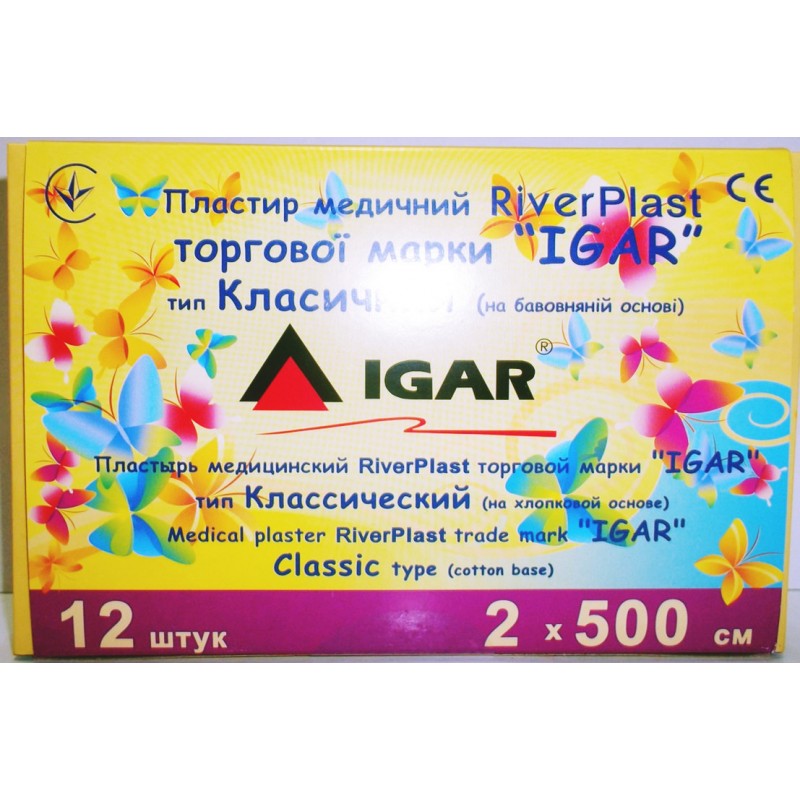 Пластир медичний RiverPlast CE
торгової марки "IGAR"
тип Класичний (на бавовняній основі)
IGAR ®
Пластырь медицинский RiverPlast торговой марки "IGAR"
тип Классический (на хлопковой основе)
Medical plaster RiverPlast trade mark "IGAR"
Classic type (cotton base)
12 штук 2 x 500 см